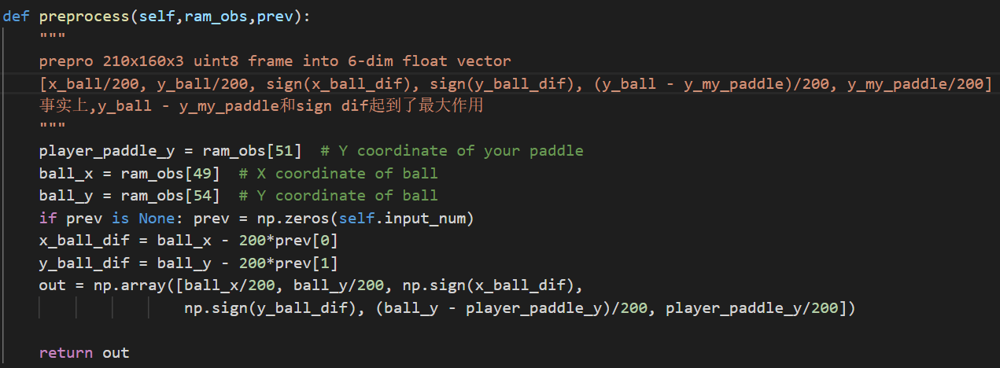 def preprocess(self,ram_obs,prev):
    """
    prepro 210x160x3 uint8 frame into 6-dim float vector
    [x_ball/200, y_ball/200, sign(x_ball_dif), sign(y_ball_dif), (y_ball - y_my_paddle)/200, y_my_paddle/200]
    事实上,y_ball - y_my_paddle和sign dif起到了最大作用
    """
    player_paddle_y = ram_obs[51]  # Y coordinate of your paddle
    ball_x = ram_obs[49]  # X coordinate of ball
    ball_y = ram_obs[54]  # Y coordinate of ball
    if prev is None: prev = np.zeros(self.input_num)
    x_ball_dif = ball_x - 200*prev[0]
    y_ball_dif = ball_y - 200*prev[1]
    out = np.array([ball_x/200, ball_y/200, np.sign(x_ball_dif),
                    np.sign(y_ball_dif), (ball_y - player_paddle_y)/200, player_paddle_y/200])
    return out